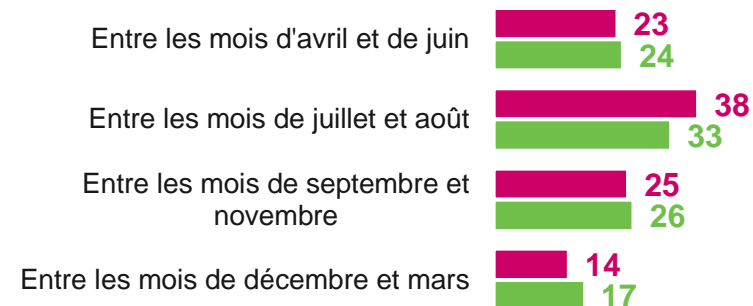 Entre les mois d'avril et de juin
23
24
Entre les mois de juillet et août
38
33
Entre les mois de septembre et
novembre
25
26
Entre les mois de décembre et mars
14
17